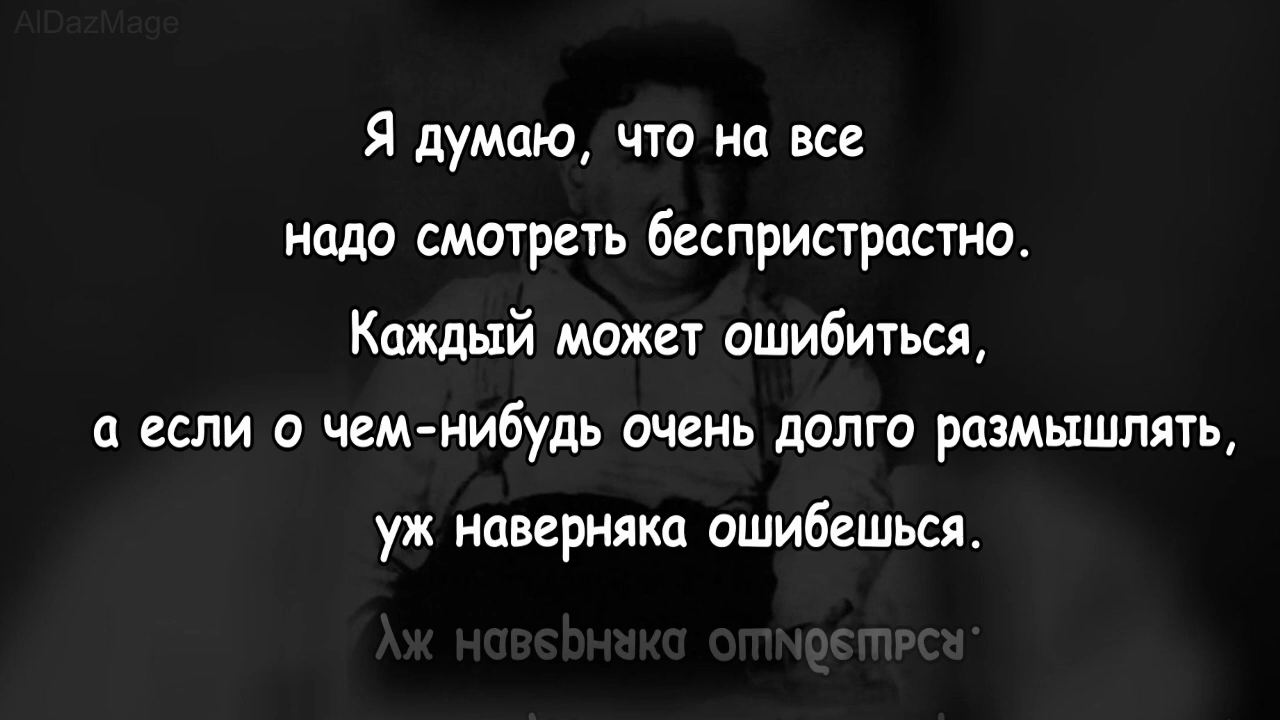 AlDazMage
Я думаю, что на все
надо смотреть беспристрастно.
Каждый может ошибиться,
а если о чем-нибудь очень долго размышлять,
уж наверняка ошибешься.